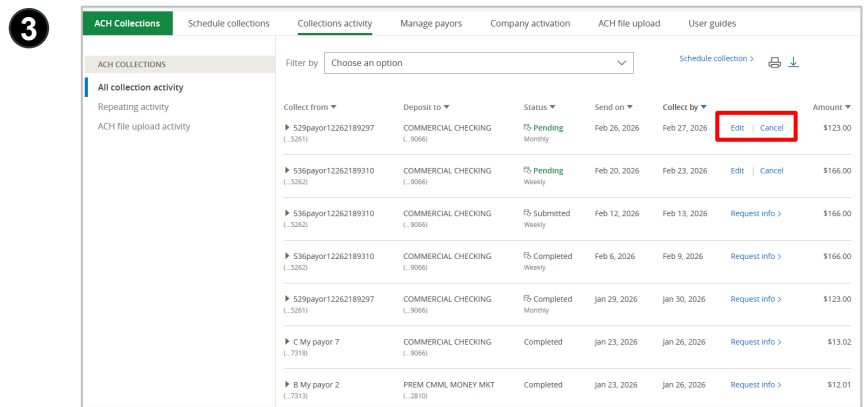 3
ACH Collections Schedule collections Collections activity Manage payors Company activation ACH file upload User guides
ACH COLLECTIONS
All collection activity
Repeating activity
ACH file upload activity
Filter by Choose an option Schedule collection >
Collect from ▼ Deposit to ▼ Status ▼ Send on ▼ Collect by ▼ Amount ▼
529payor12262189297 COMMERCIAL CHECKING Pending Feb 26, 2026 Feb 27, 2026 Edit | Cancel $123.00
(...5261) (...9066) Monthly
536payor12262189310 COMMERCIAL CHECKING Pending Feb 20, 2026 Feb 23, 2026 Edit | Cancel $166.00
(...5262) (...9066) Weekly
536payor12262189310 COMMERCIAL CHECKING Submitted Feb 12, 2026 Feb 13, 2026 Request info > $166.00
(...5262) (...9066) Weekly
536payor12262189310 COMMERCIAL CHECKING Completed Feb 6, 2026 Feb 9, 2026 Request info > $166.00
(...5262) (...9066) Weekly
529payor12262189297 COMMERCIAL CHECKING Completed Jan 29, 2026 Jan 30, 2026 Request info > $123.00
(...5261) (...9066) Monthly
C My payor 7 COMMERCIAL CHECKING Completed Jan 23, 2026 Jan 26, 2026 Request info > $13.02
(...7318) (...9066)
B My payor 2 PREM CMML MONEY MKT Completed Jan 23, 2026 Jan 26, 2026 Request info > $12.01
(...7313) (...2810)